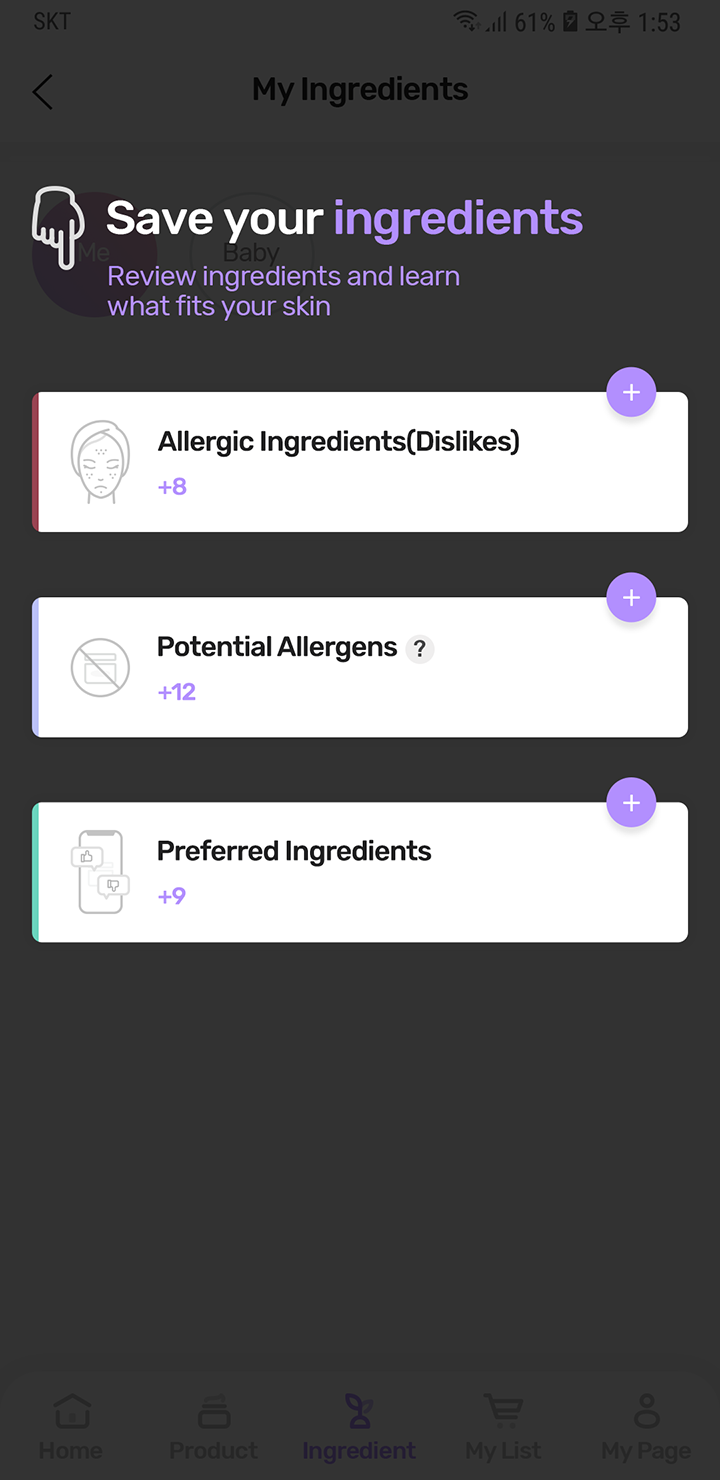 SKT 61% 오후 1:53
My Ingredients
Save your ingredients
Me Baby
Review ingredients and learn
what fits your skin
Allergic Ingredients(Dislikes)
+8
Potential Allergens ?
+12
Preferred Ingredients
+9
Home Product Ingredient My List My Page